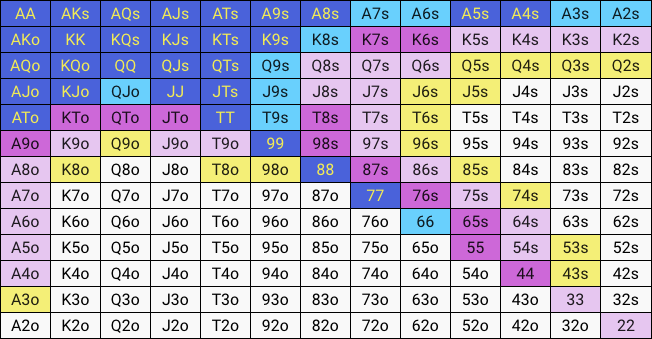 AA AKs AQs AJs ATs A9s A8s A7s A6s A5s A4s A3s A2s
AKo KK KQs KJs KTs K9s K8s K7s K6s K5s K4s K3s K2s
AQo KQo QQ QJs QTs Q9s Q8s Q7s Q6s Q5s Q4s Q3s Q2s
AJo KJo QJo JJ JTs J9s J8s J7s J6s J5s J4s J3s J2s
ATo KTo QTo JTo TT T9s T8s T7s T6s T5s T4s T3s T2s
A9o K9o Q9o J9o T9o 99 98s 97s 96s 95s 94s 93s 92s
A8o K8o Q8o J8o T8o 98o 88 87s 86s 85s 84s 83s 82s
A7o K7o Q7o J7o T7o 97o 87o 77 76s 75s 74s 73s 72s
A6o K6o Q6o J6o T6o 96o 86o 76o 66 65s 64s 63s 62s
A5o K5o Q5o J5o T5o 95o 85o 75o 65o 55 54s 53s 52s
A4o K4o Q4o J4o T4o 94o 84o 74o 64o 54o 44 43s 42s
A3o K3o Q3o J3o T3o 93o 83o 73o 63o 53o 43o 33 32s
A2o K2o Q2o J2o T2o 92o 82o 72o 62o 52o 42o 32o 22